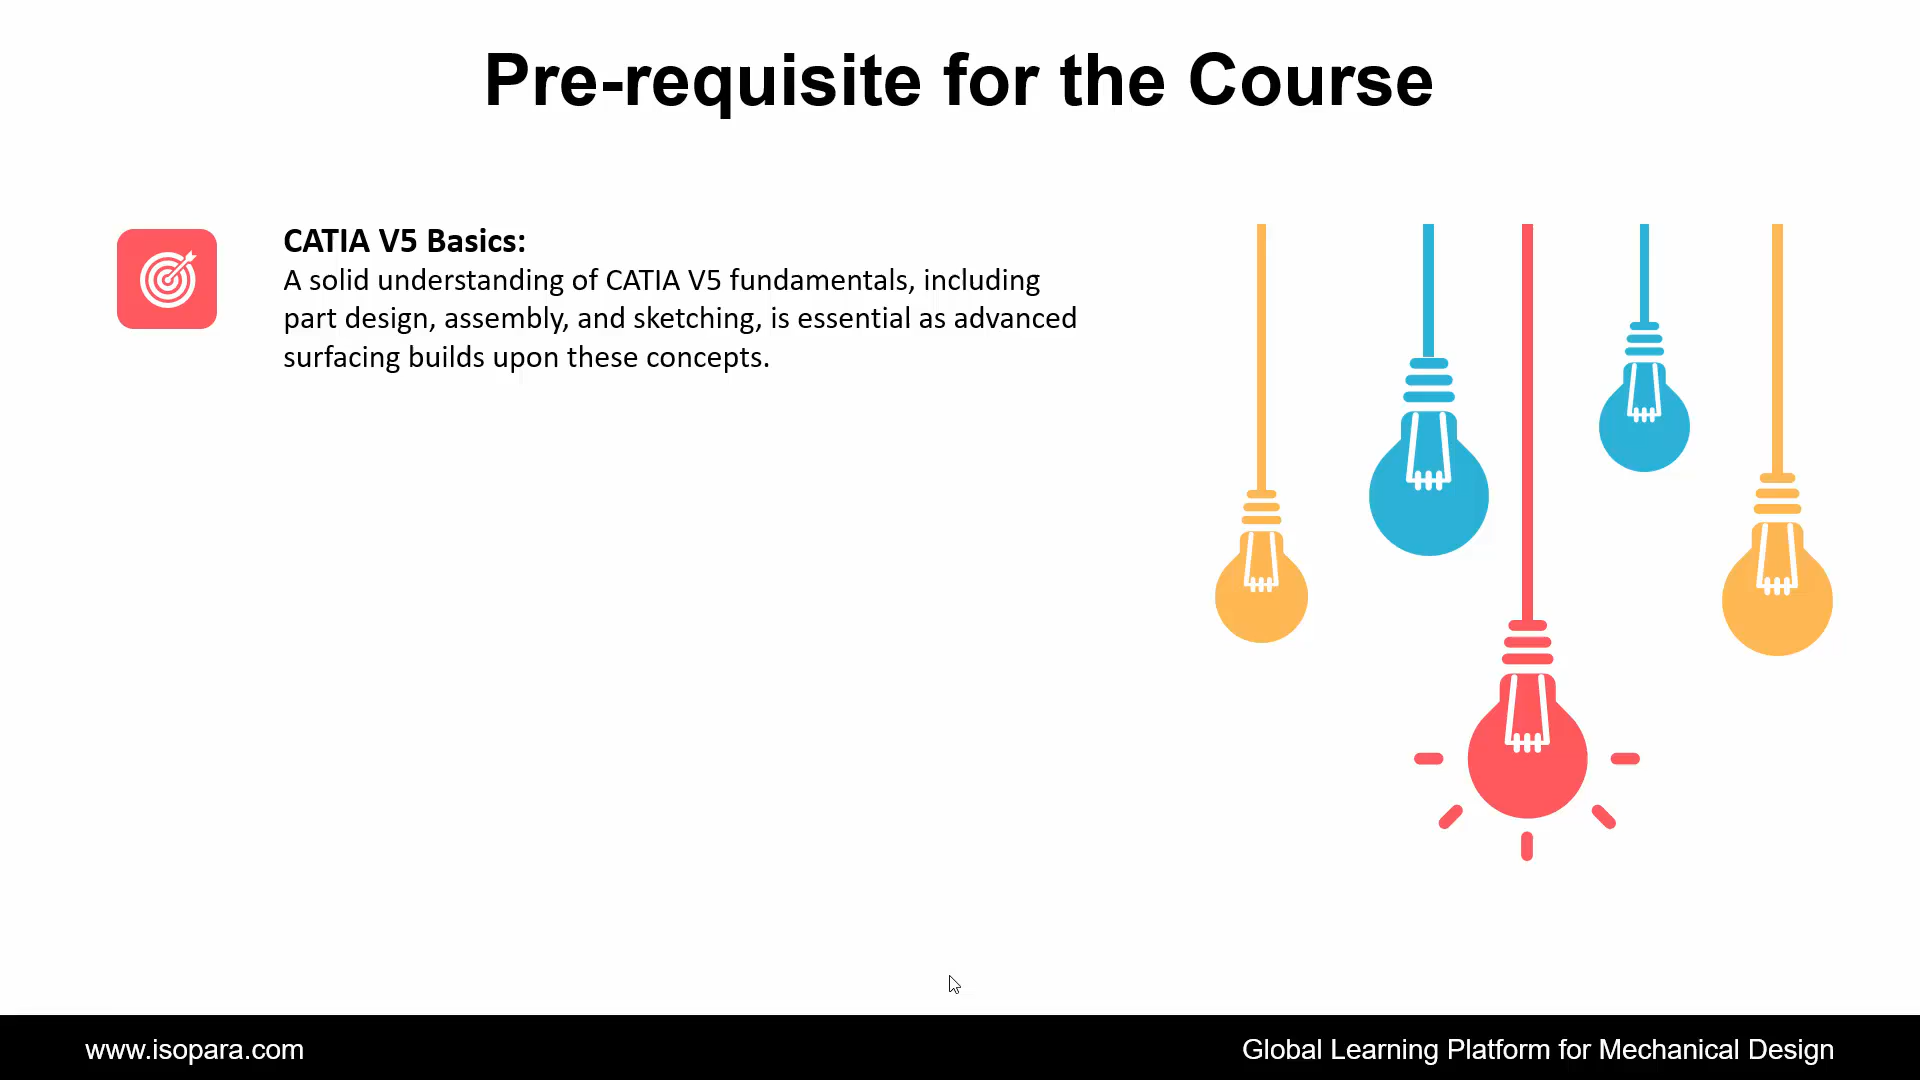 Pre-requisite for the Course
CATIA V5 Basics:
A solid understanding of CATIA V5 fundamentals, including
part design, assembly, and sketching, is essential as advanced
surfacing builds upon these concepts.
www.isopara.com
Global Learning Platform for Mechanical Design